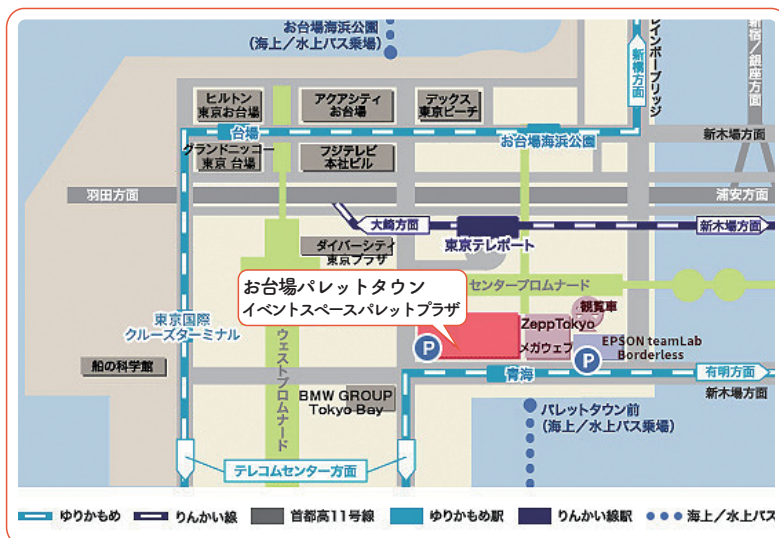 お台場海浜公園
(海上／水上バス乗場)
レインボーブリッジ
新橋方面
新宿／銀座方面
ヒルトン
東京お台場
アクアシティ
お台場
デックス
東京ビーチ
台場
お台場海浜公園
新木場方面
グランドニッコー
東京 台場
フジテレビ
本社ビル
羽田方面
浦安方面
大崎方面
東京テレポート
新木場方面
ダイバーシティ
東京プラザ
お台場パレットタウン
イベントスペースパレットプラザ
センタープロムナード
観覧車
ZeppTokyo
メガウェブ
EPSON teamLab
Borderless
P
P
東京国際
クルーズターミナル
ウェストプロムナード
船の科学館
青海
有明方面
新木場方面
BMW GROUP
Tokyo Bay
パレットタウン前
(海上／水上バス乗場)
テレコムセンター方面
ゆりかもめ
りんかい線
首都高11号線
ゆりかもめ駅
りんかい線駅
海上／水上バス